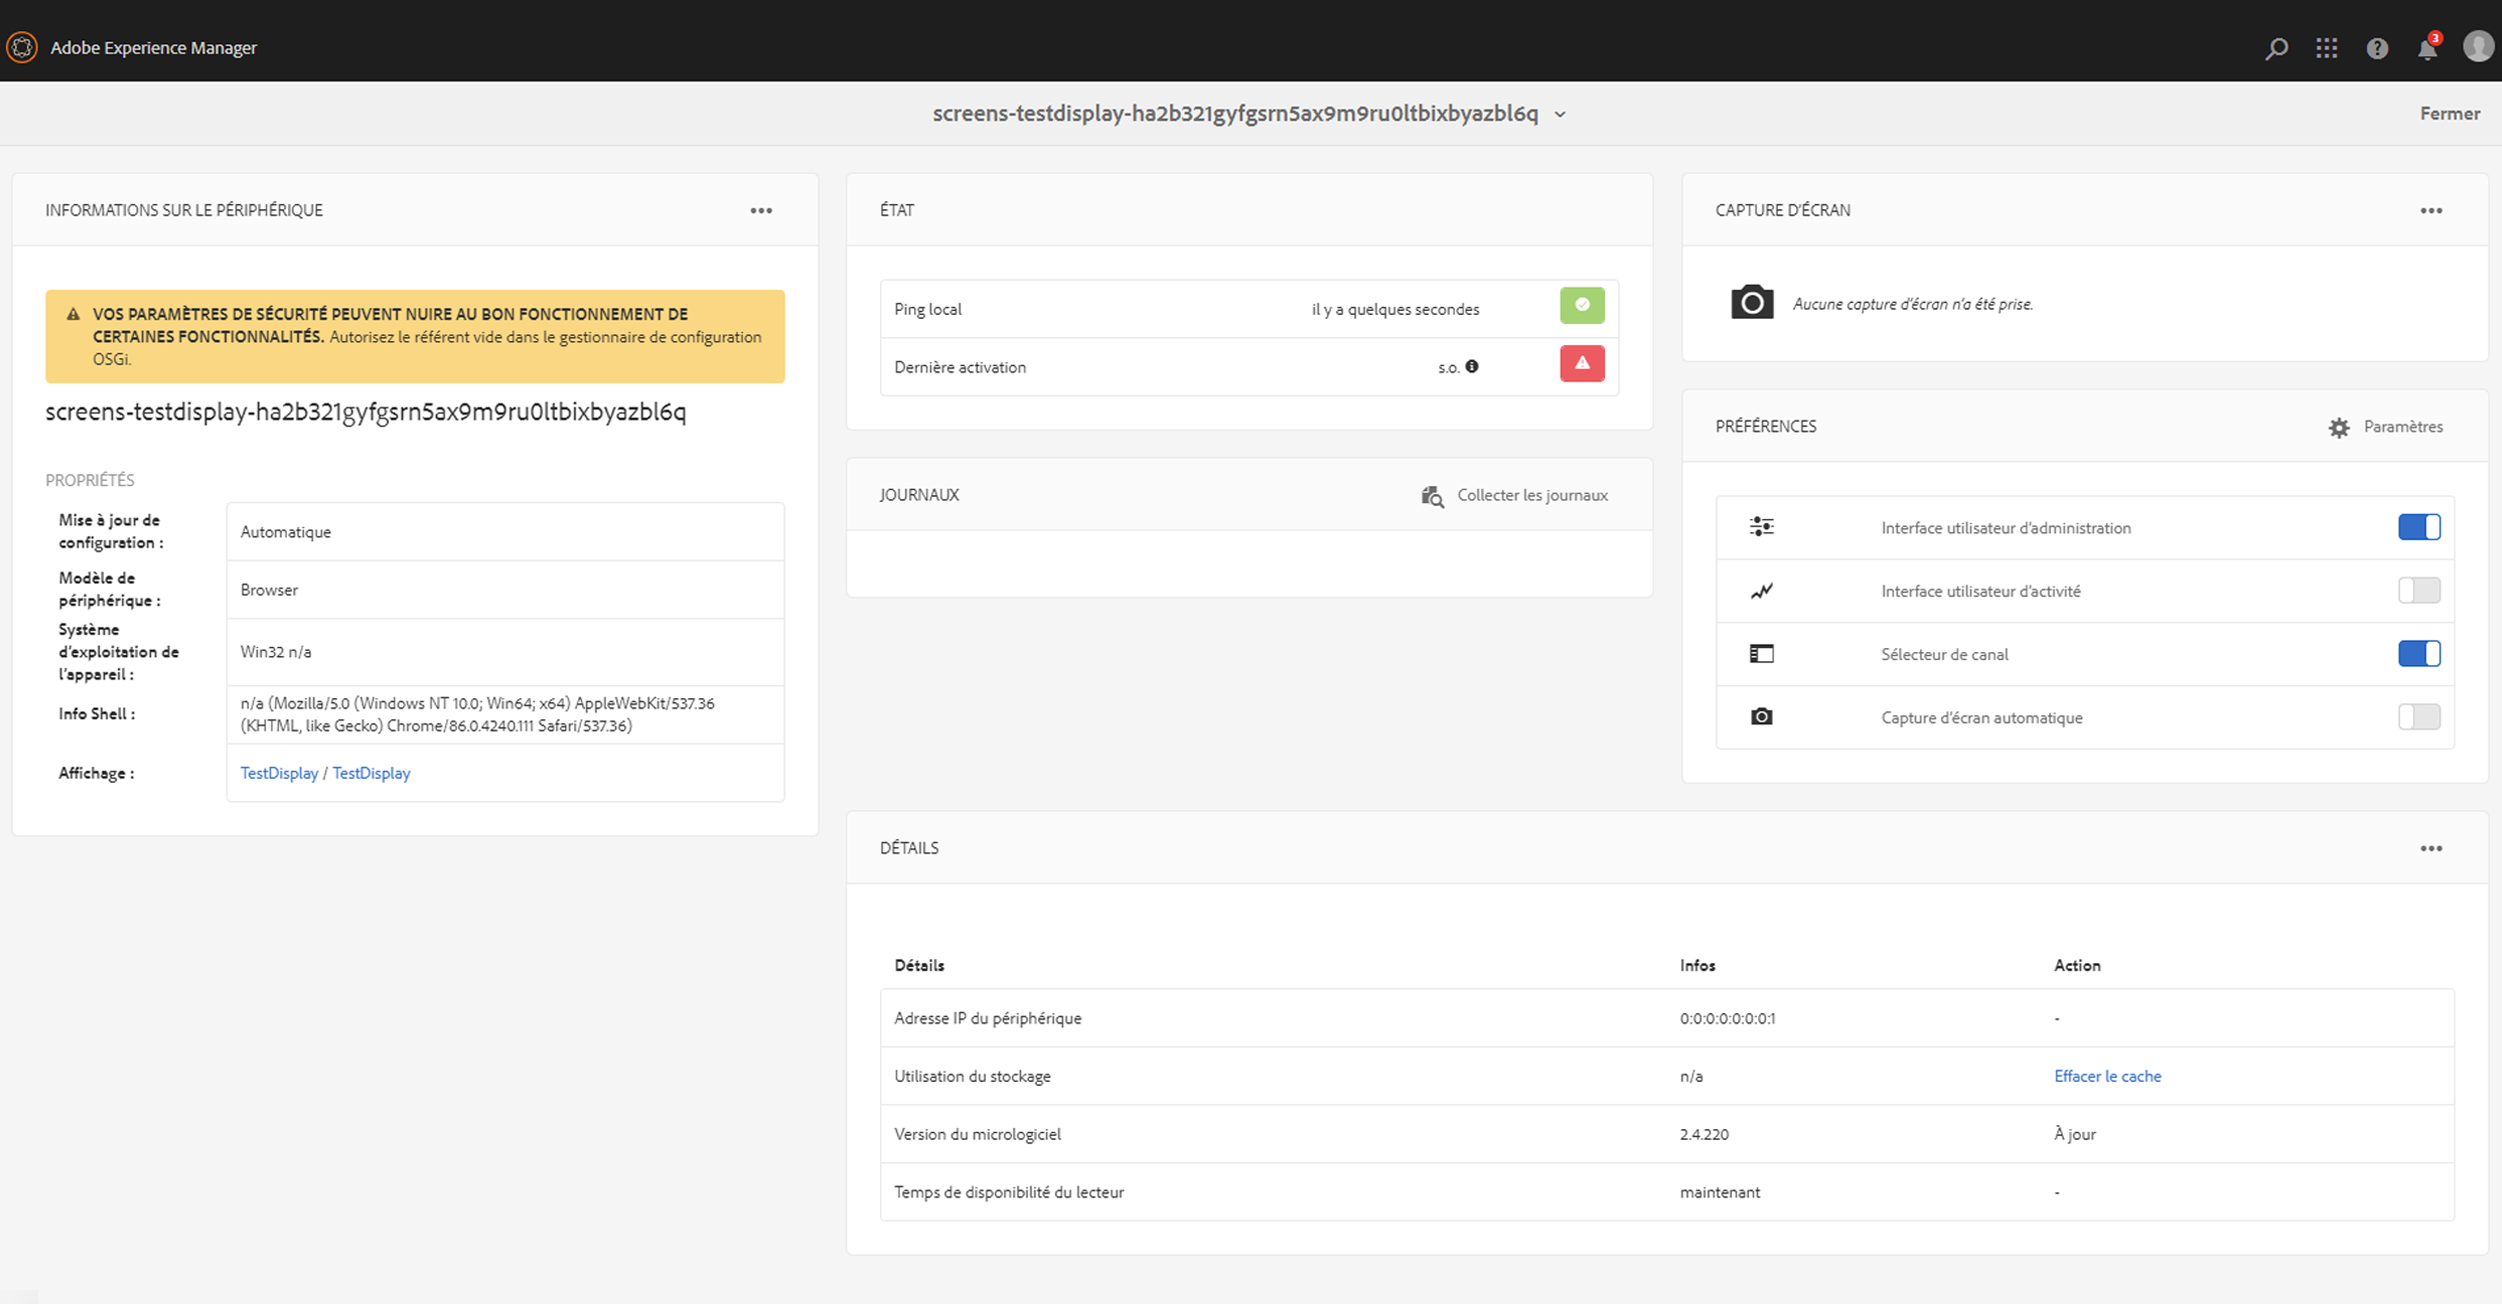 Adobe Experience Manager
3
screens-testdisplay-ha2b321gyfgsrn5ax9m9ru0ltbixbyazbl6q
Fermer
INFORMATIONS SUR LE PÉRIPHÉRIQUE
VOS PARAMÈTRES DE SÉCURITÉ PEUVENT NUIRE AU BON FONCTIONNEMENT DE
CERTAINES FONCTIONNALITÉS. Autorisez le référent vide dans le gestionnaire de configuration
OSGi.
screens-testdisplay-ha2b321gyfgsrn5ax9m9ru0ltbixbyazbl6q
PROPRIÉTÉS
Mise à jour de
configuration :
Automatique
Modèle de
périphérique :
Browser
Système
d'exploitation de
l'appareil :
Win32 n/a
Info Shell :
n/a (Mozilla/5.0 (Windows NT 10.0; Win64; x64) AppleWebKit/537.36
(KHTML, like Gecko) Chrome/86.0.4240.111 Safari/537.36)
Affichage :
TestDisplay / TestDisplay
ÉTAT
Ping local il y a quelques secondes
Dernière activation s.o.
JOURNAUX
Collecter les journaux
CAPTURE D'ÉCRAN
Aucune capture d'écran n'a été prise.
PRÉFÉRENCES
Paramètres
Interface utilisateur d'administration
Interface utilisateur d'activité
Sélecteur de canal
Capture d'écran automatique
DÉTAILS
Détails Infos Action
Adresse IP du périphérique 0:0:0:0:0:0:0:1 -
Utilisation du stockage n/a Effacer le cache
Version du micrologiciel 2.4.220 À jour
Temps de disponibilité du lecteur maintenant -